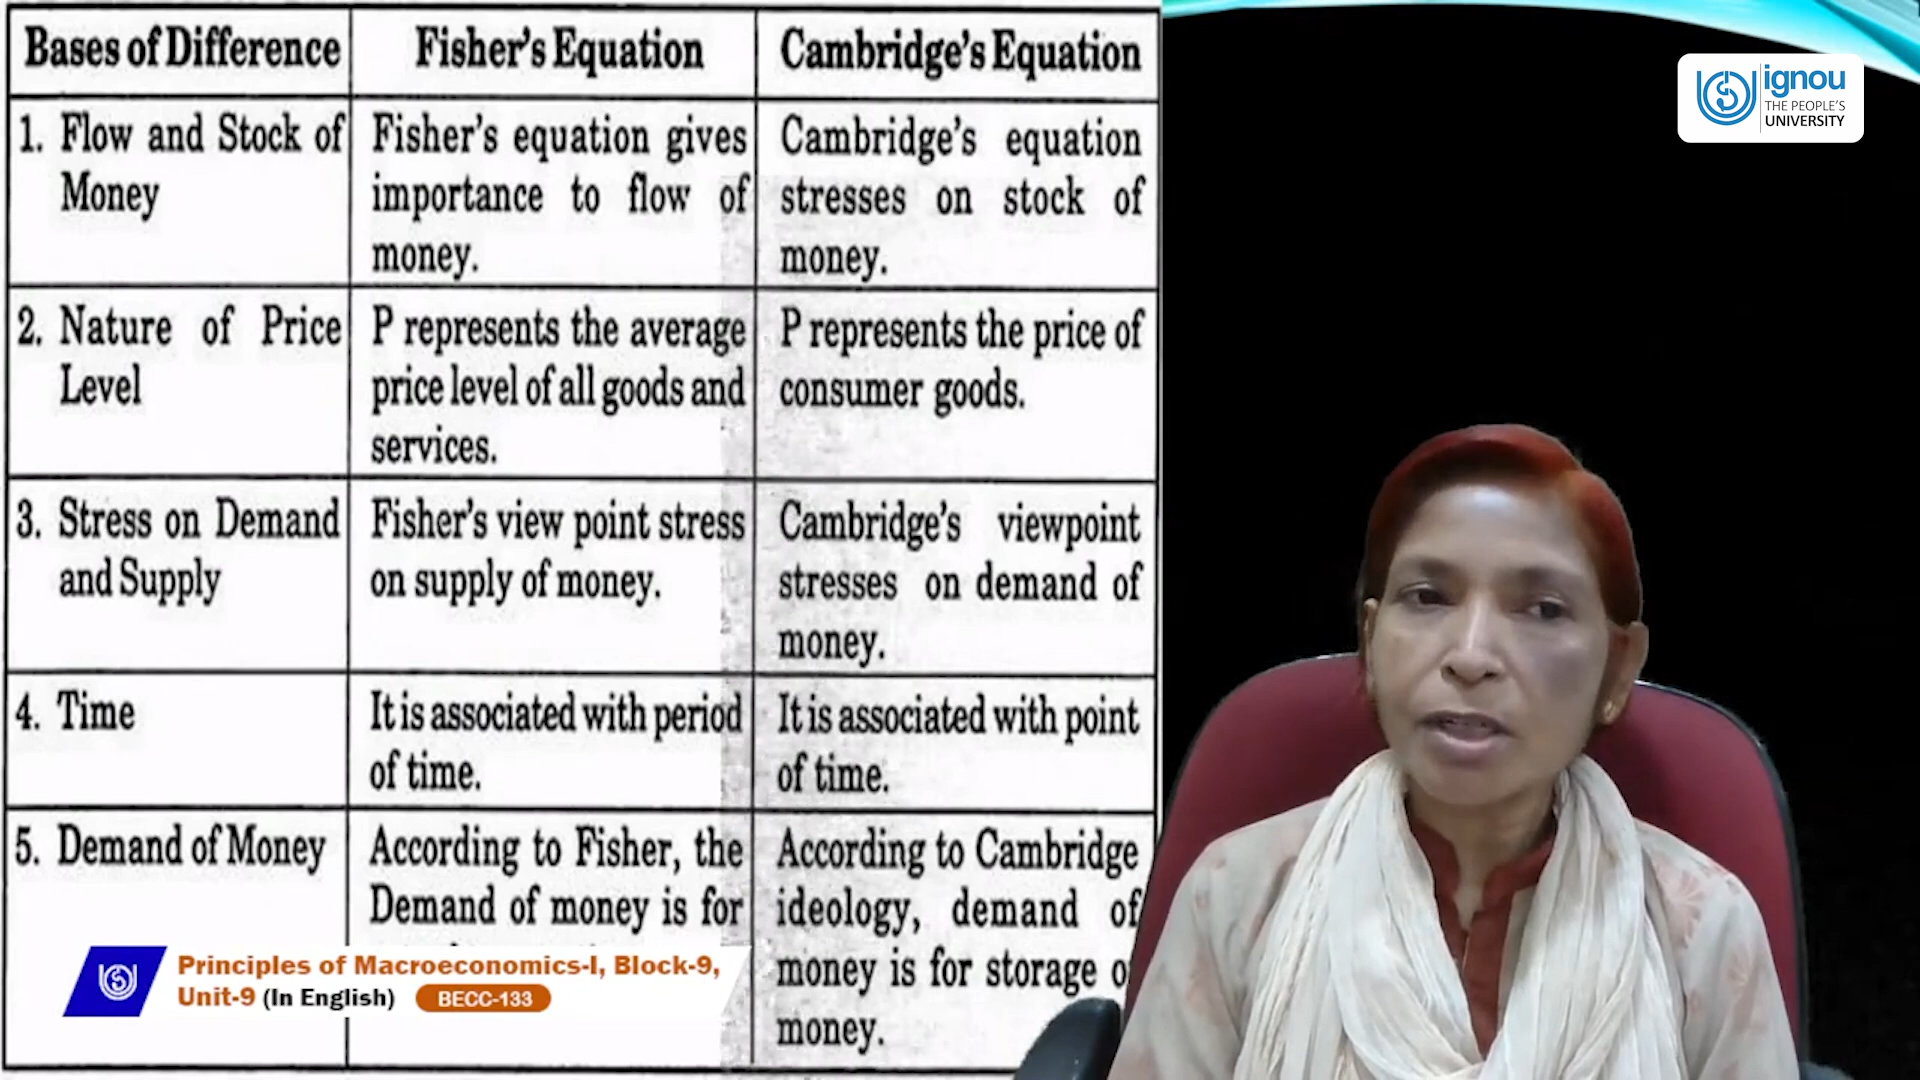 Bases of Difference
Fisher's Equation
Cambridge's Equation
1. Flow and Stock of
Money
Fisher's equation gives
importance to flow of
money.
Cambridge's equation
stresses on stock of
money.
2. Nature of Price
Level
P represents the average
price level of all goods and
services.
P represents the price of
consumer goods.
3. Stress on Demand
and Supply
Fisher's view point stress
on supply of money.
Cambridge's viewpoint
stresses on demand of
money.
4. Time
It is associated with period
of time.
It is associated with point
of time.
5. Demand of Money
According to Fisher, the
Demand of money is for
According to Cambridge
ideology, demand of
money is for storage
money.
ignou
THE PEOPLE'S
UNIVERSITY
Principles of Macroeconomics-I, Block-9,
Unit-9 (In English) BECC-133